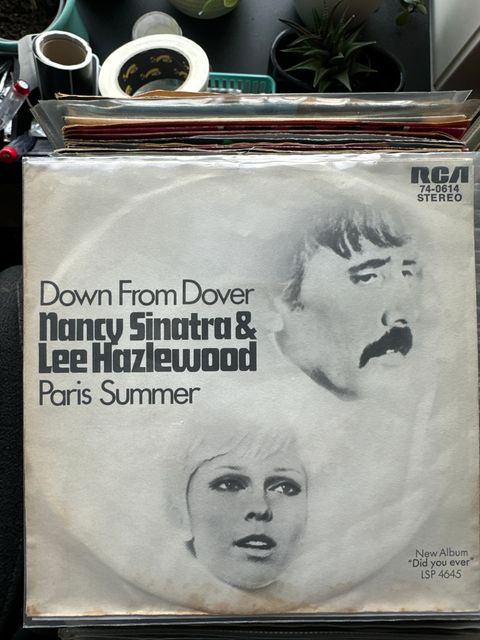 RCA
74-0614
STEREO
Down From Dover
Nancy Sinatra &
Lee Hazlewood
Paris Summer
New Album
"Did you ever"
LSP 4645